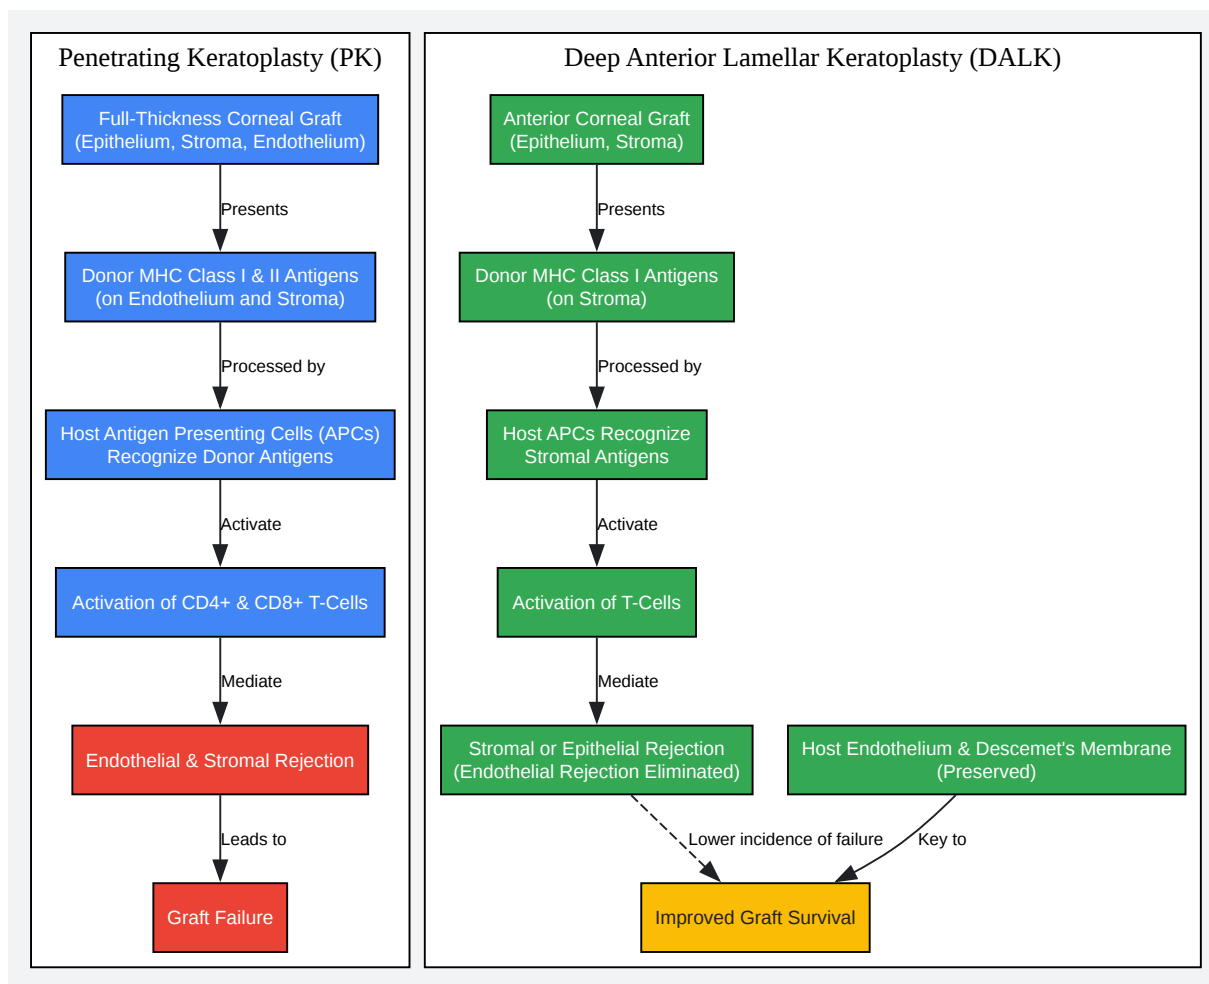 Penetrating Keratoplasty (PK)
Full-Thickness Corneal Graft
(Epithelium, Stroma, Endothelium)
Presents
Donor MHC Class I & II Antigens
(on Endothelium and Stroma)
Processed by
Host Antigen Presenting Cells (APCs)
Recognize Donor Antigens
Activate
Activation of CD4+ & CD8+ T-Cells
Mediate
Endothelial & Stromal Rejection
Leads to
Graft Failure
Deep Anterior Lamellar Keratoplasty (DALK)
Anterior Corneal Graft
(Epithelium, Stroma)
Presents
Donor MHC Class I Antigens
(on Stroma)
Processed by
Host APCs Recognize
Stromal Antigens
Activate
Activation of T-Cells
Mediate
Stromal or Epithelial Rejection
(Endothelial Rejection Eliminated)
Host Endothelium & Descemet's Membrane
(Preserved)
Lower incidence of failure
Key to
Improved Graft Survival